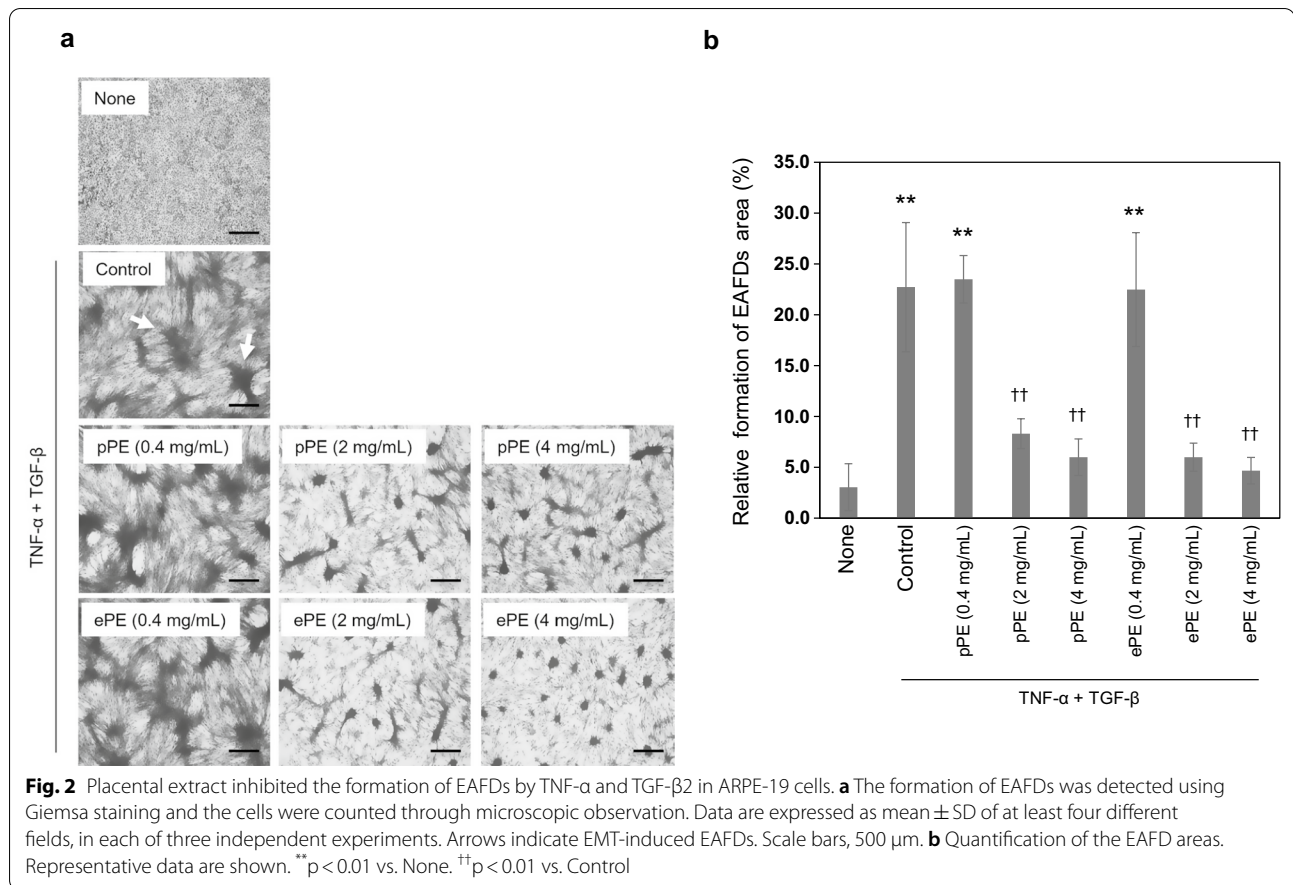 a
None
Control
pPE (0.4 mg/mL)
pPE (2 mg/mL)
pPE (4 mg/mL)
ePE (0.4 mg/mL)
ePE (2 mg/mL)
ePE (4 mg/mL)
TNF-α + TGF-β
b
Relative formation of EAFDs area (%)
35.0
30.0
25.0
20.0
15.0
10.0
5.0
0.0
**
**
††
††
**
††
††
None
Control
pPE (0.4 mg/mL)
pPE (2 mg/mL)
pPE (4 mg/mL)
ePE (0.4 mg/mL)
ePE (2 mg/mL)
ePE (4 mg/mL)
TNF-α + TGF-β
Fig. 2 Placental extract inhibited the formation of EAFDs by TNF-α and TGF-β2 in ARPE-19 cells. a The formation of EAFDs was detected using
Giemsa staining and the cells were counted through microscopic observation. Data are expressed as mean ± SD of at least four different
fields, in each of three independent experiments. Arrows indicate EMT-induced EAFDs. Scale bars, 500 μm. b Quantification of the EAFD areas.
Representative data are shown. **p < 0.01 vs. None. ††p < 0.01 vs. Control